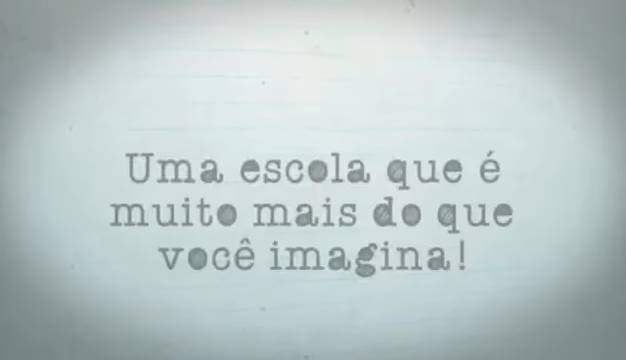 Uma escola que é
muito mais do que
você imagina!